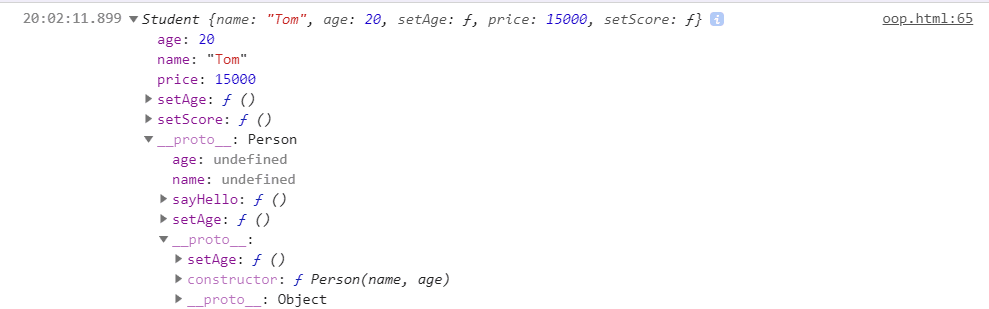 20:02:11.899 ▼Student {name: "Tom", age: 20, setAge: ƒ, price: 15000, setScore: ƒ} i oop.html:65
age: 20
name: "Tom"
price: 15000
▶setAge: ƒ ()
▶setScore: ƒ ()
▼__proto__: Person
age: undefined
name: undefined
▶sayHello: ƒ ()
▶setAge: ƒ ()
▼__proto__:
▶setAge: ƒ ()
▶constructor: ƒ Person(name, age)
▶__proto__: Object